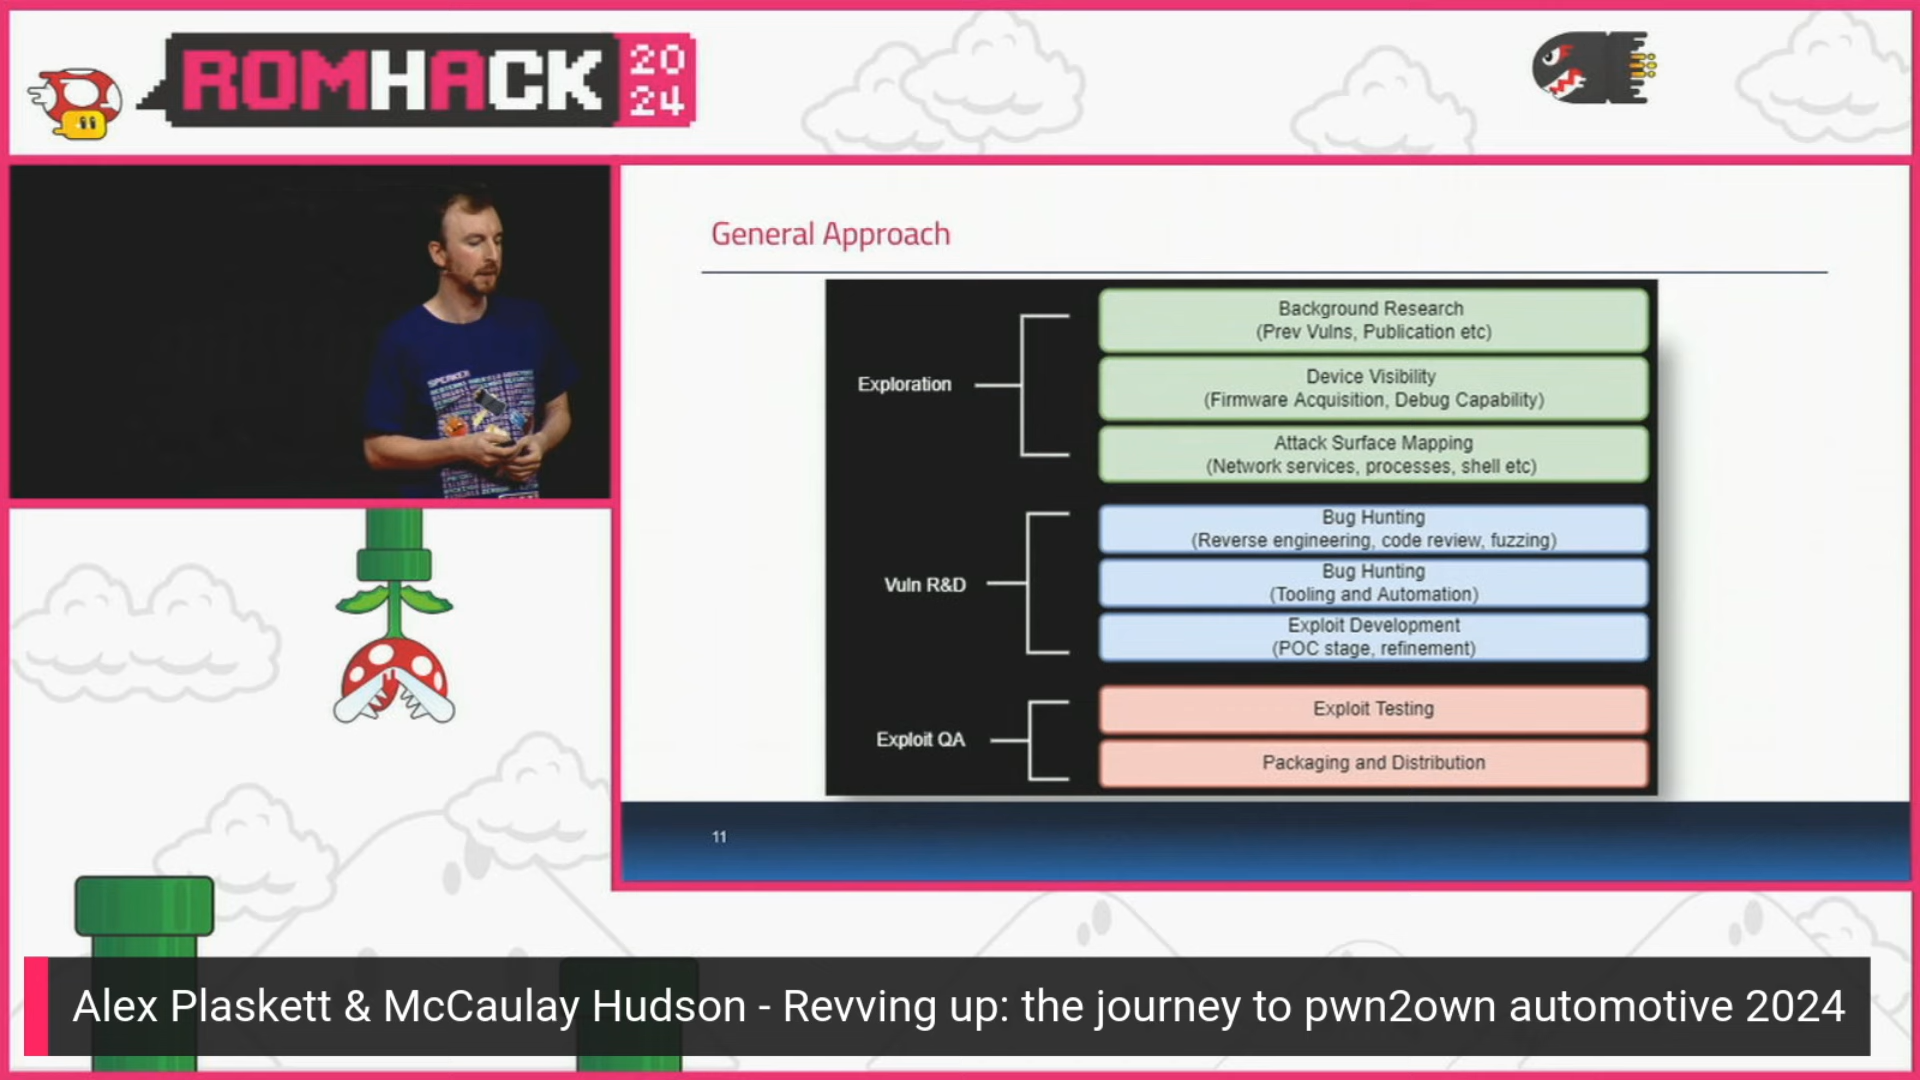 ROMHACK
20
24
SPEAKER
General Approach
Exploration
Background Research
(Prev Vulns, Publication etc)
Device Visibility
(Firmware Acquisition, Debug Capability)
Attack Surface Mapping
(Network services, processes, shell etc)
Vuln R&D
Bug Hunting
(Reverse engineering, code review, fuzzing)
Bug Hunting
(Tooling and Automation)
Exploit Development
(POC stage, refinement)
Exploit QA
Exploit Testing
Packaging and Distribution
11
Alex Plaskett & McCaulay Hudson - Revving up: the journey to pwn2own automotive 2024